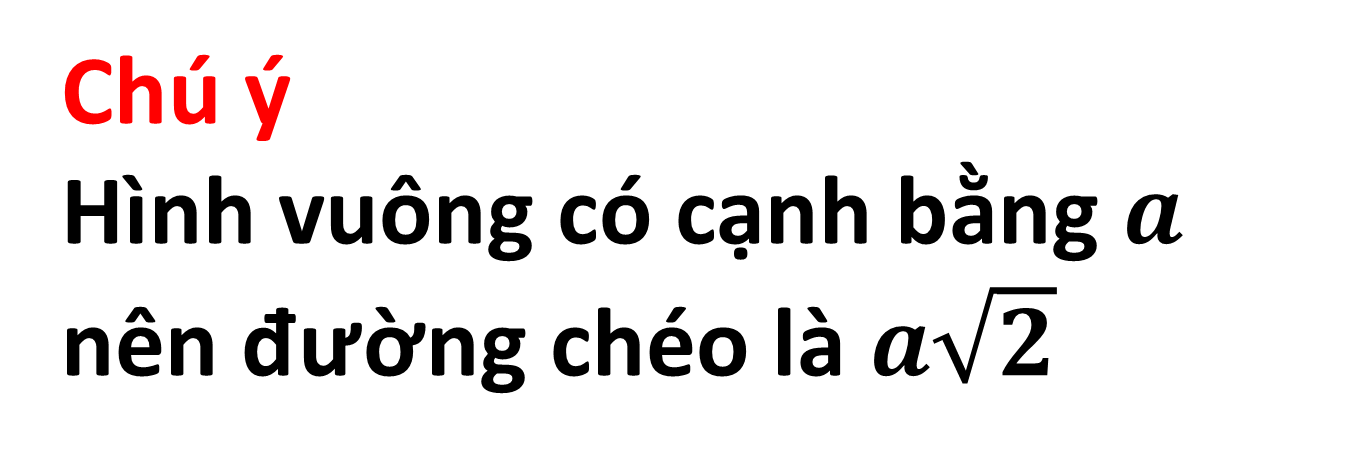 Chú ý
Hình vuông có cạnh bằng a
nên đường chéo là a√2